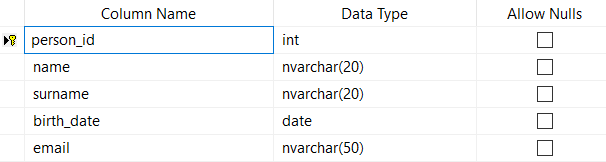 Column Name Data Type Allow Nulls
person_id int
name nvarchar(20)
surname nvarchar(20)
birth_date date
email nvarchar(50)